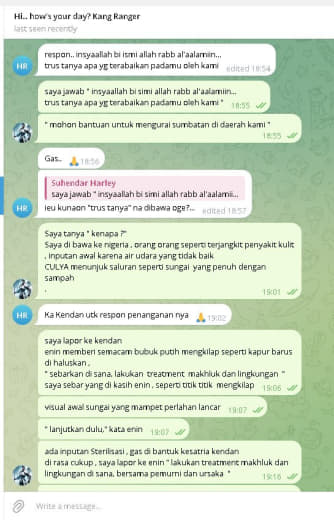 Hi... how's your day? Kang Ranger
last seen recently
respon.. insyaallah bi ismi allah rabb al'aalamiin...
trus tanya apa yg terabaikan padamu oleh kami edited 18:54
HR
saya jawab " insyaallah bi simi allah rabb al'aalamiin...
trus tanya apa yg terabaikan padamu oleh kami " 18:55
" mohon bantuan untuk mengurai sumbatan di daerah kami "
18:55
Gas.. 🙏 18:56
Suhendar Harley
saya jawab " insyaallah bi simi allah rabb al'aalamii...
HR
ieu kunaon "trus tanya" na dibawa oge?... edited 18:57
Saya tanya " kenapa ?"
Saya di bawa ke nigeria , orang orang seperti terjangkit penyakit kulit
, inputan awal karena air udara yang tidak baik
CULYA menunjuk saluran seperti sungai yang penuh dengan
sampah
. 19:01
HR
Ka Kendan utk respon penanganan nya 🙏 19:02
saya lapor ke kendan
enin memberi semacam bubuk putih mengkilap seperti kapur barus
di haluskan ,
" sebarkan di sana, lakukan treatment makhluk dan lingkungan "
saya sebar yang di kasih enin , seperti titik titik mengkilap 19:06
visual awal sungai yang mampet perlahan lancar 19:07
" lanjutkan dulu," kata enin 19:07
ada inputan Sterilisasi , gas di bantuk kesatria kendan
di rasa cukup , saya lapor ke enin " lakukan treatment makhluk dan
lingkungan di sana, bersama pemurni dan ursaka " 19:16
Write a message...